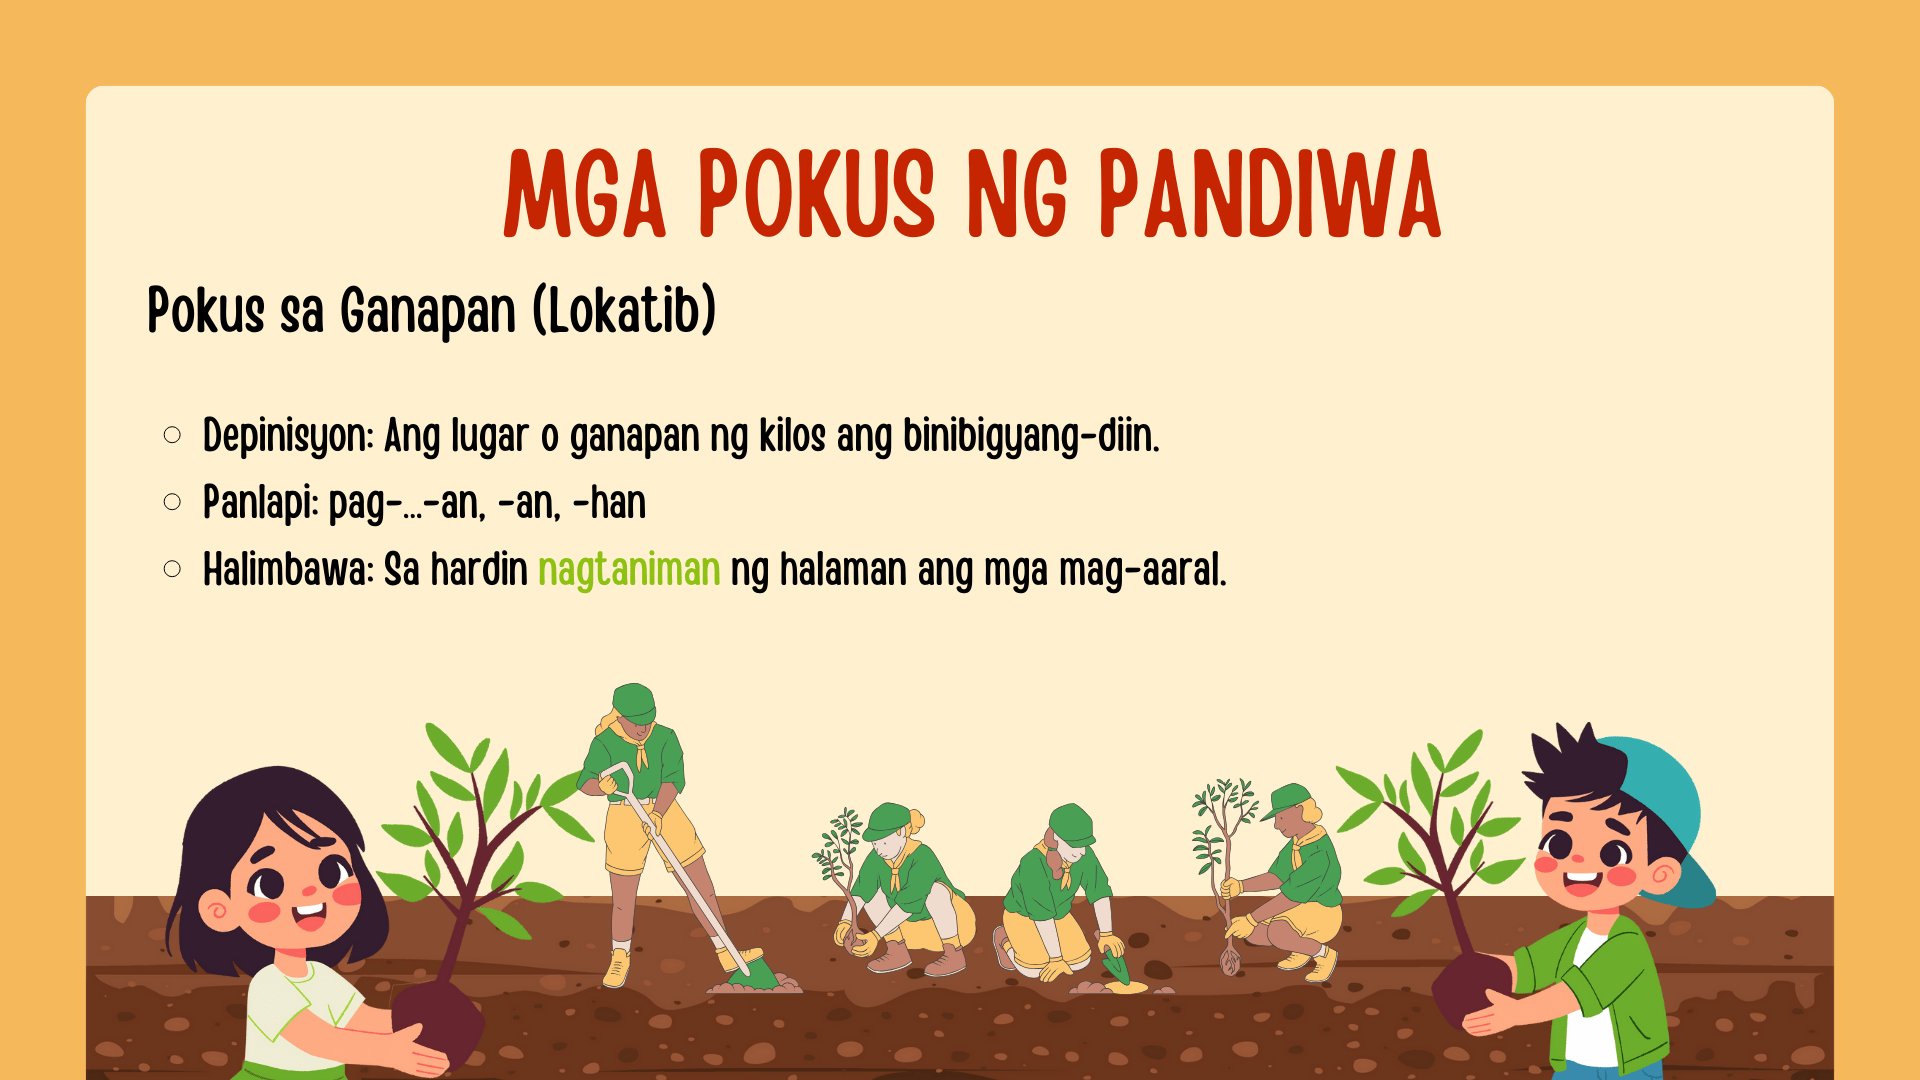 MGA POKUS NG PANDIWA
Pokus sa Ganapan (Lokatib)
Depinisyon: Ang lugar o ganapan ng kilos ang binibigyang-diin.
Panlapi: pag-...-an, -an, -han
Halimbawa: Sa hardin nagtaniman ng halaman ang mga mag-aaral.